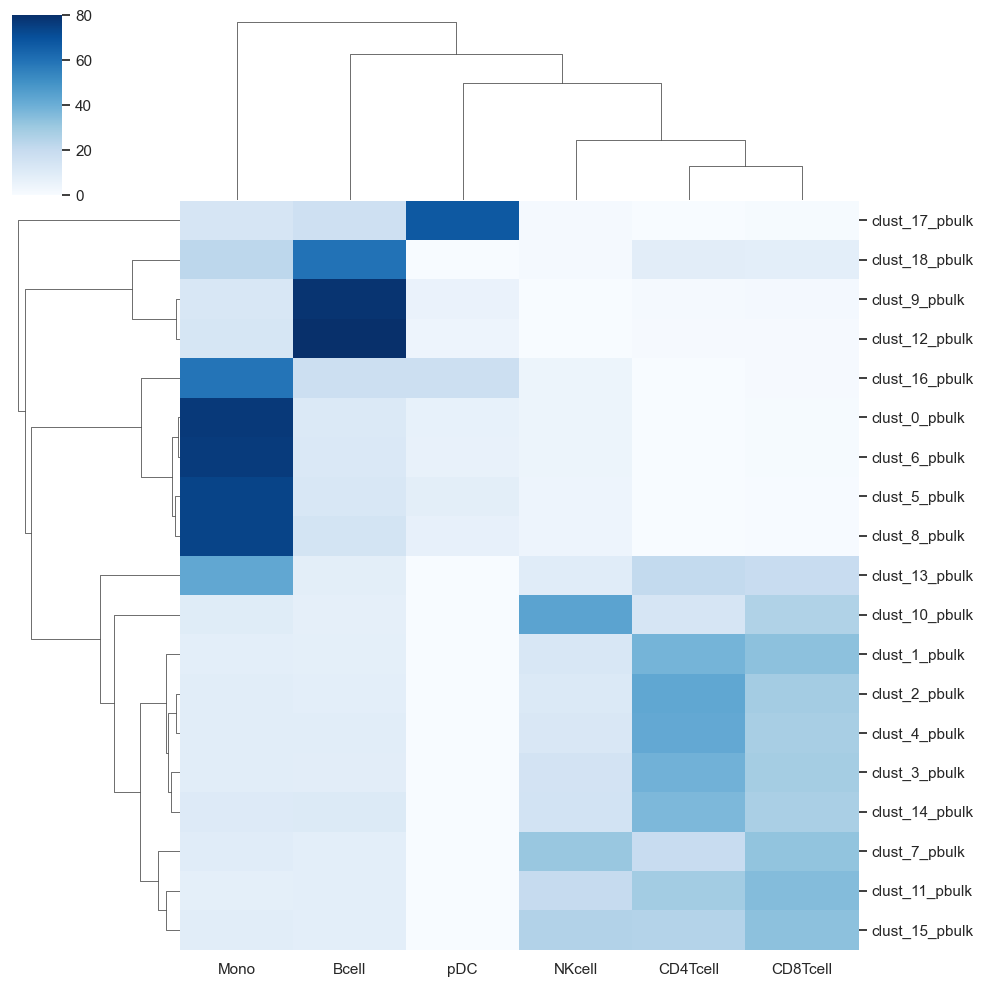 80
60
40
20
0
clust_17_pbulk
clust_18_pbulk
clust_9_pbulk
clust_12_pbulk
clust_16_pbulk
clust_0_pbulk
clust_6_pbulk
clust_5_pbulk
clust_8_pbulk
clust_13_pbulk
clust_10_pbulk
clust_1_pbulk
clust_2_pbulk
clust_4_pbulk
clust_3_pbulk
clust_14_pbulk
clust_7_pbulk
clust_11_pbulk
clust_15_pbulk
Mono Bcell pDC NKcell CD4Tcell CD8Tcell